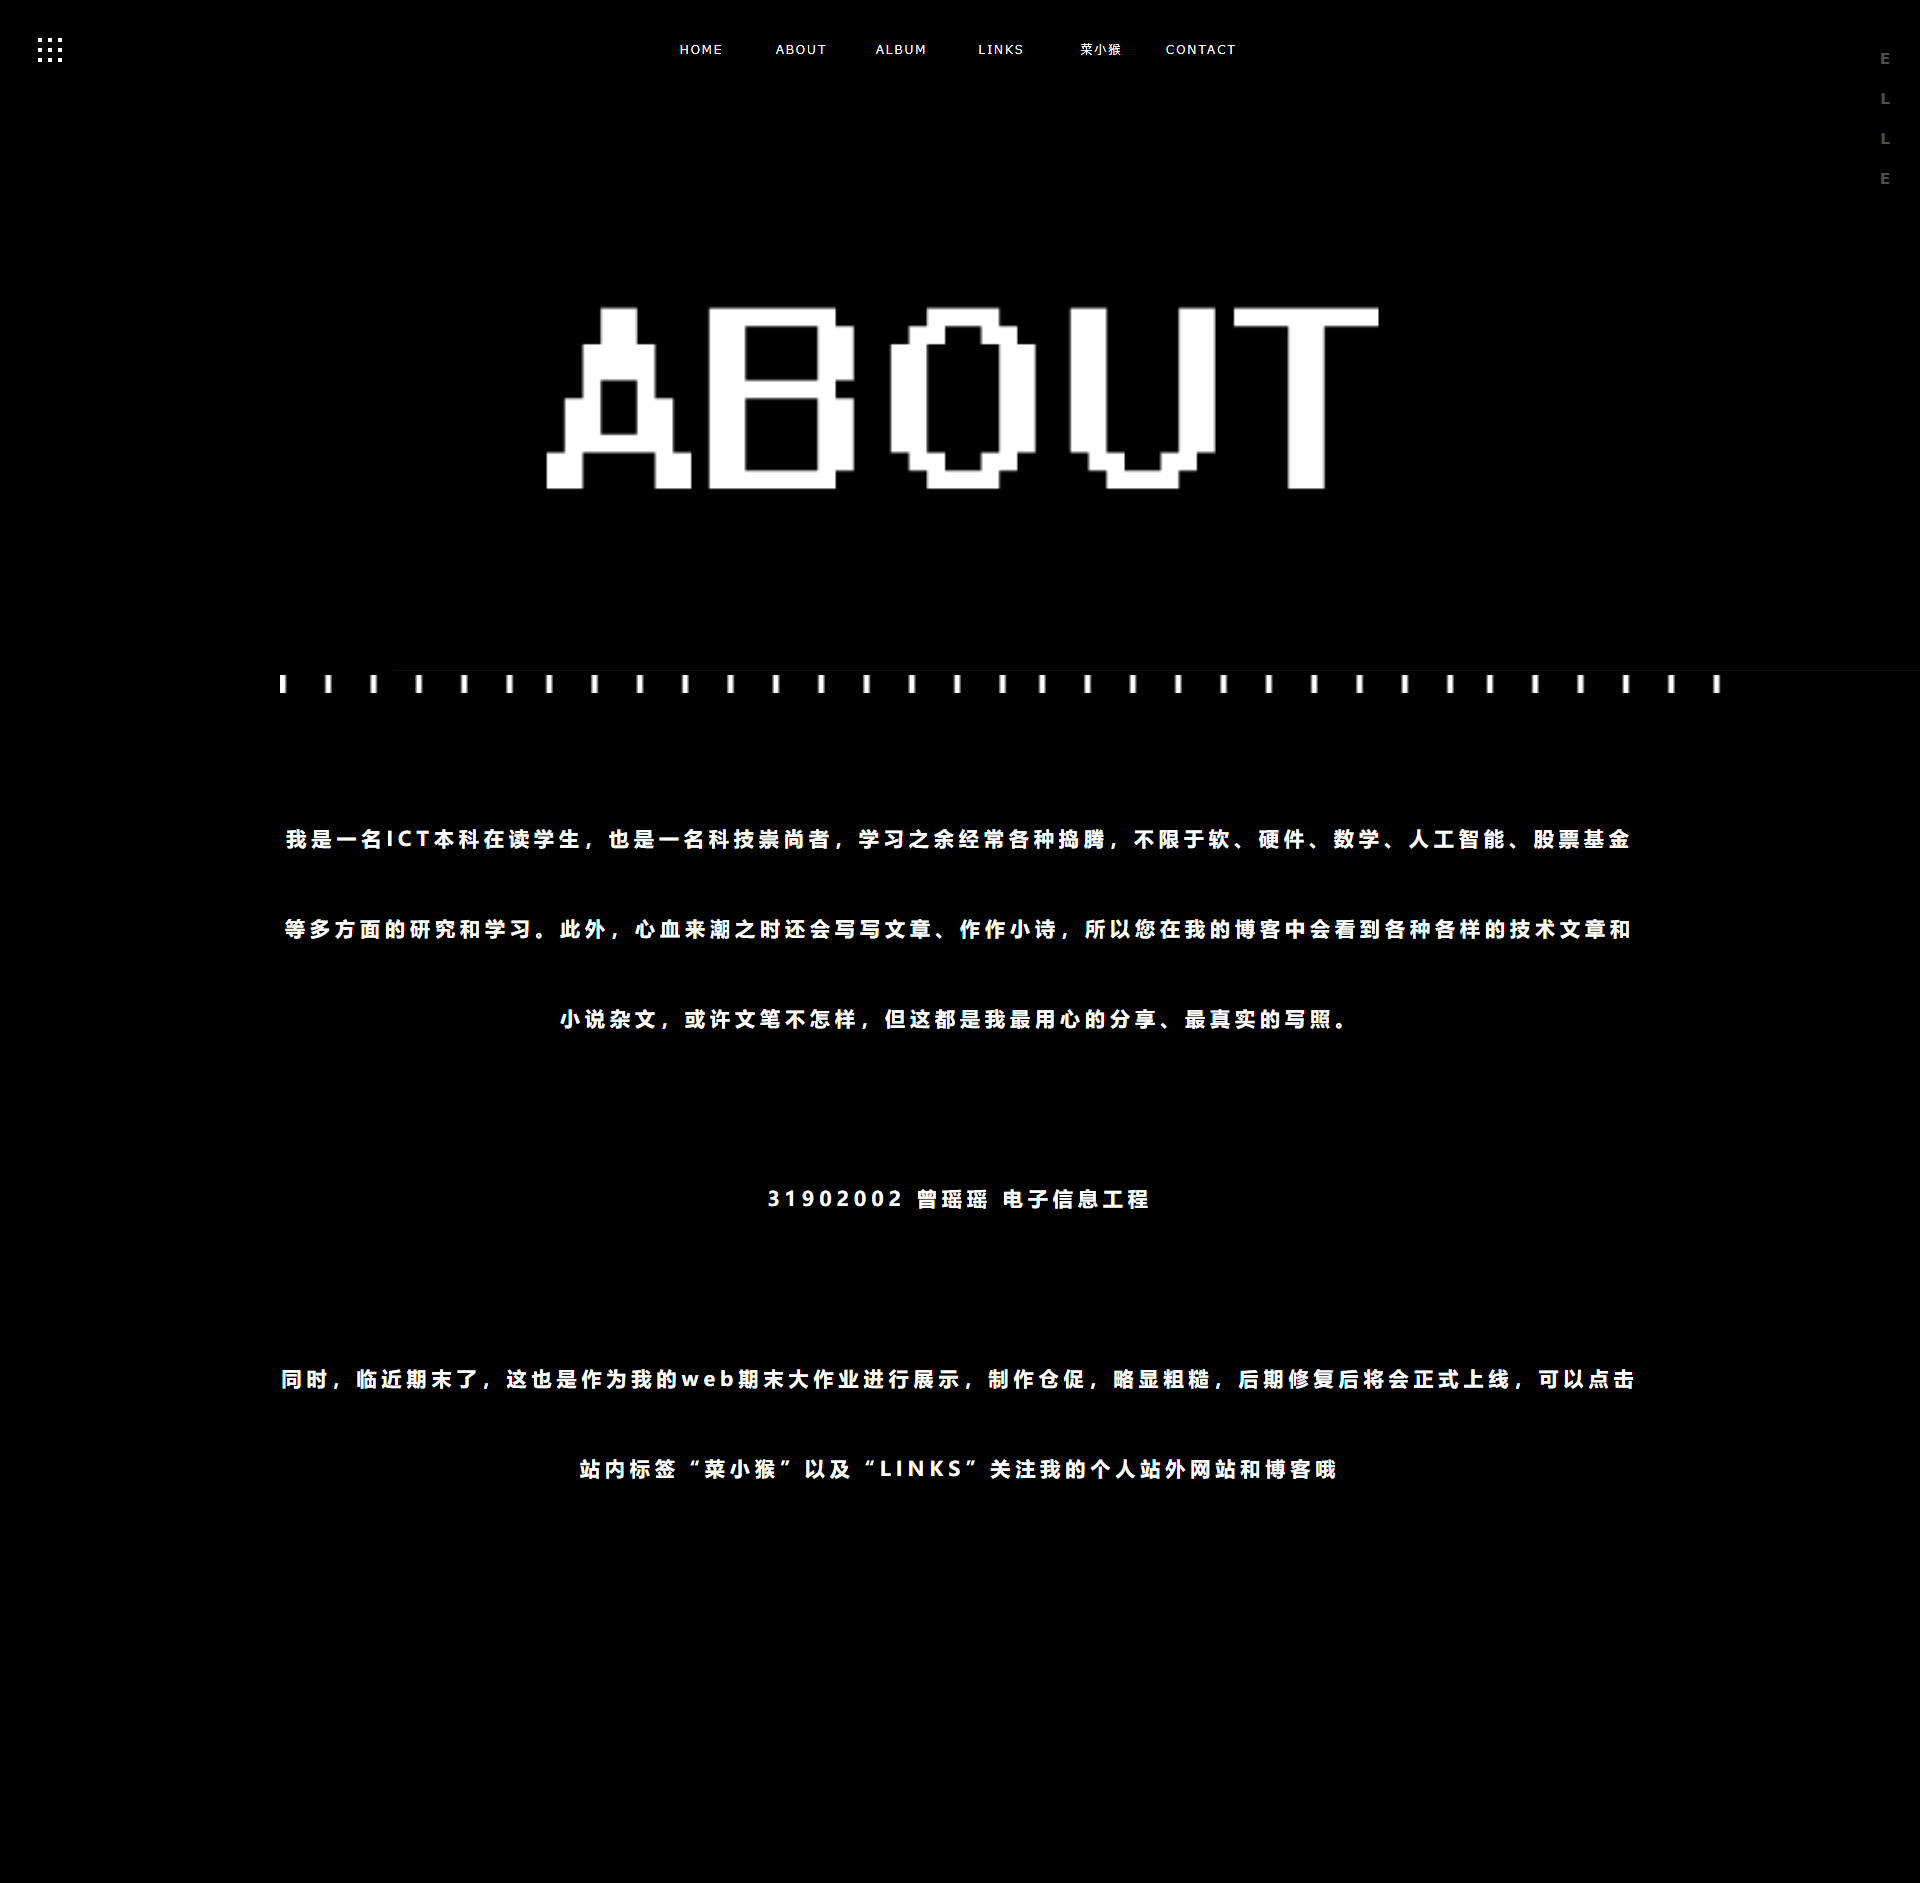 HOME ABOUT ALBUM LINKS 菜小猴 CONTACT
E
L
L
E
ABOUT
我是一名ICT本科在读学生，也是一名科技崇尚者，学习之余经常各种捣腾，不限于软、硬件、数学、人工智能、股票基金
等多方面的研究和学习。此外，心血来潮之时还会写写文章、作作小诗，所以您在我的博客中会看到各种各样的技术文章和
小说杂文，或许文笔不怎样，但这都是我最用心的分享、最真实的写照。
31902002 曾瑶瑶 电子信息工程
同时，临近期末了，这也是作为我的web期末大作业进行展示，制作仓促，略显粗糙，后期修复后将会正式上线，可以点击
站内标签“菜小猴”以及“LINKS”关注我的个人站外网站和博客哦